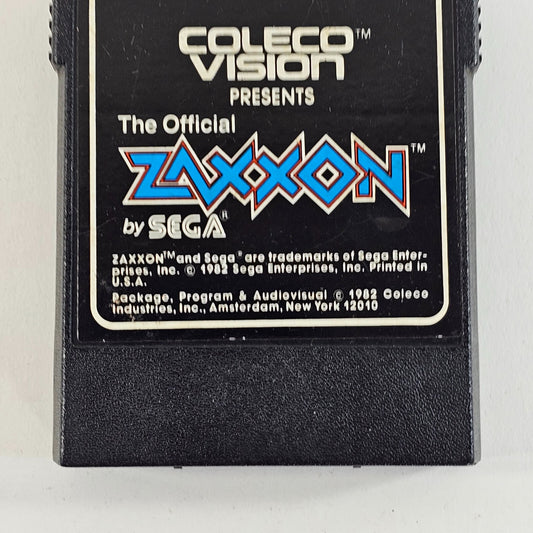 COLECO™
VISION
PRESENTS
The Official
ZAXXON™
by SEGA®
ZAXXON™ and Sega® are trademarks of Sega Enter-
prises, Inc. © 1982 Sega Enterprises, Inc. Printed in
U.S.A.
Package, Program & Audiovisual © 1982 Coleco
Industries, Inc., Amsterdam, New York 12010